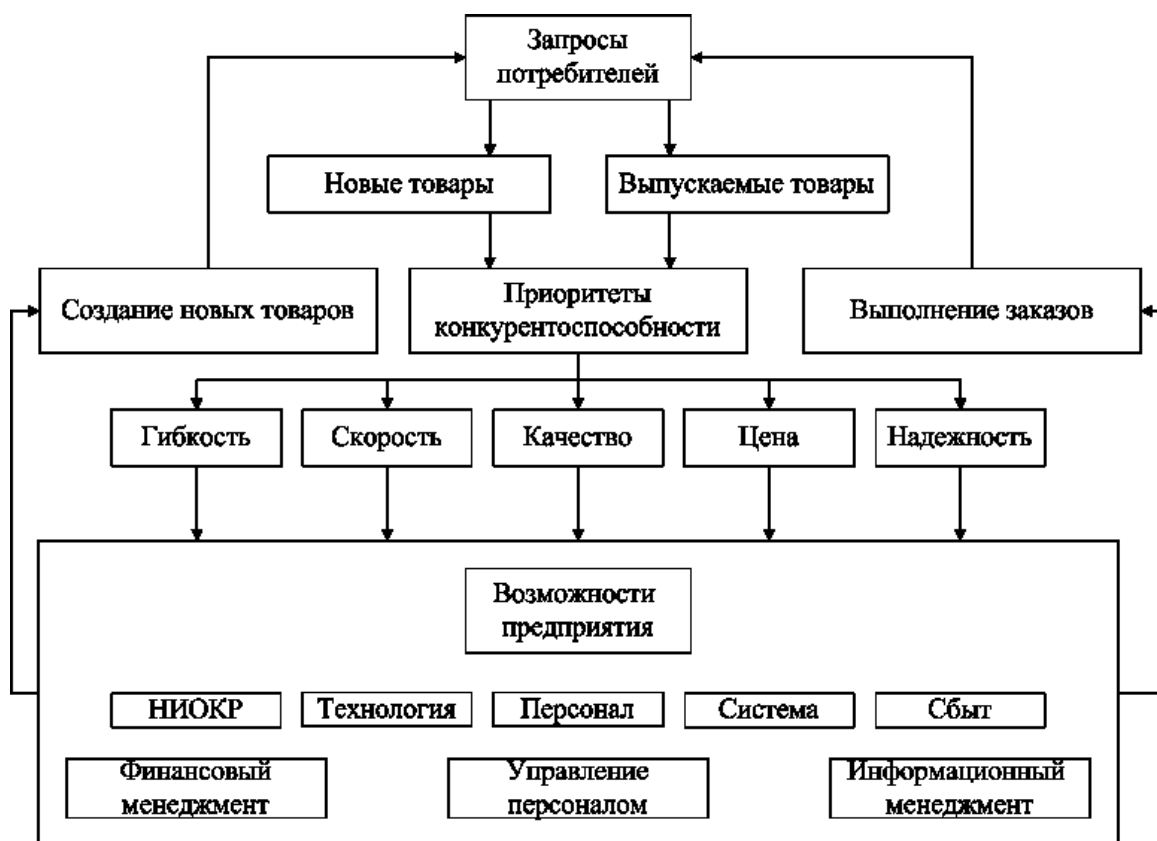 Запросы
потребителей
Новые товары
Выпускаемые товары
Создание новых товаров
Приоритеты
конкурентоспособности
Выполнение заказов
Гибкость
Скорость
Качество
Цена
Надежность
Возможности
предприятия
НИОКР
Технология
Персонал
Система
Сбыт
Финансовый
менеджмент
Управление
персоналом
Информационный
менеджмент